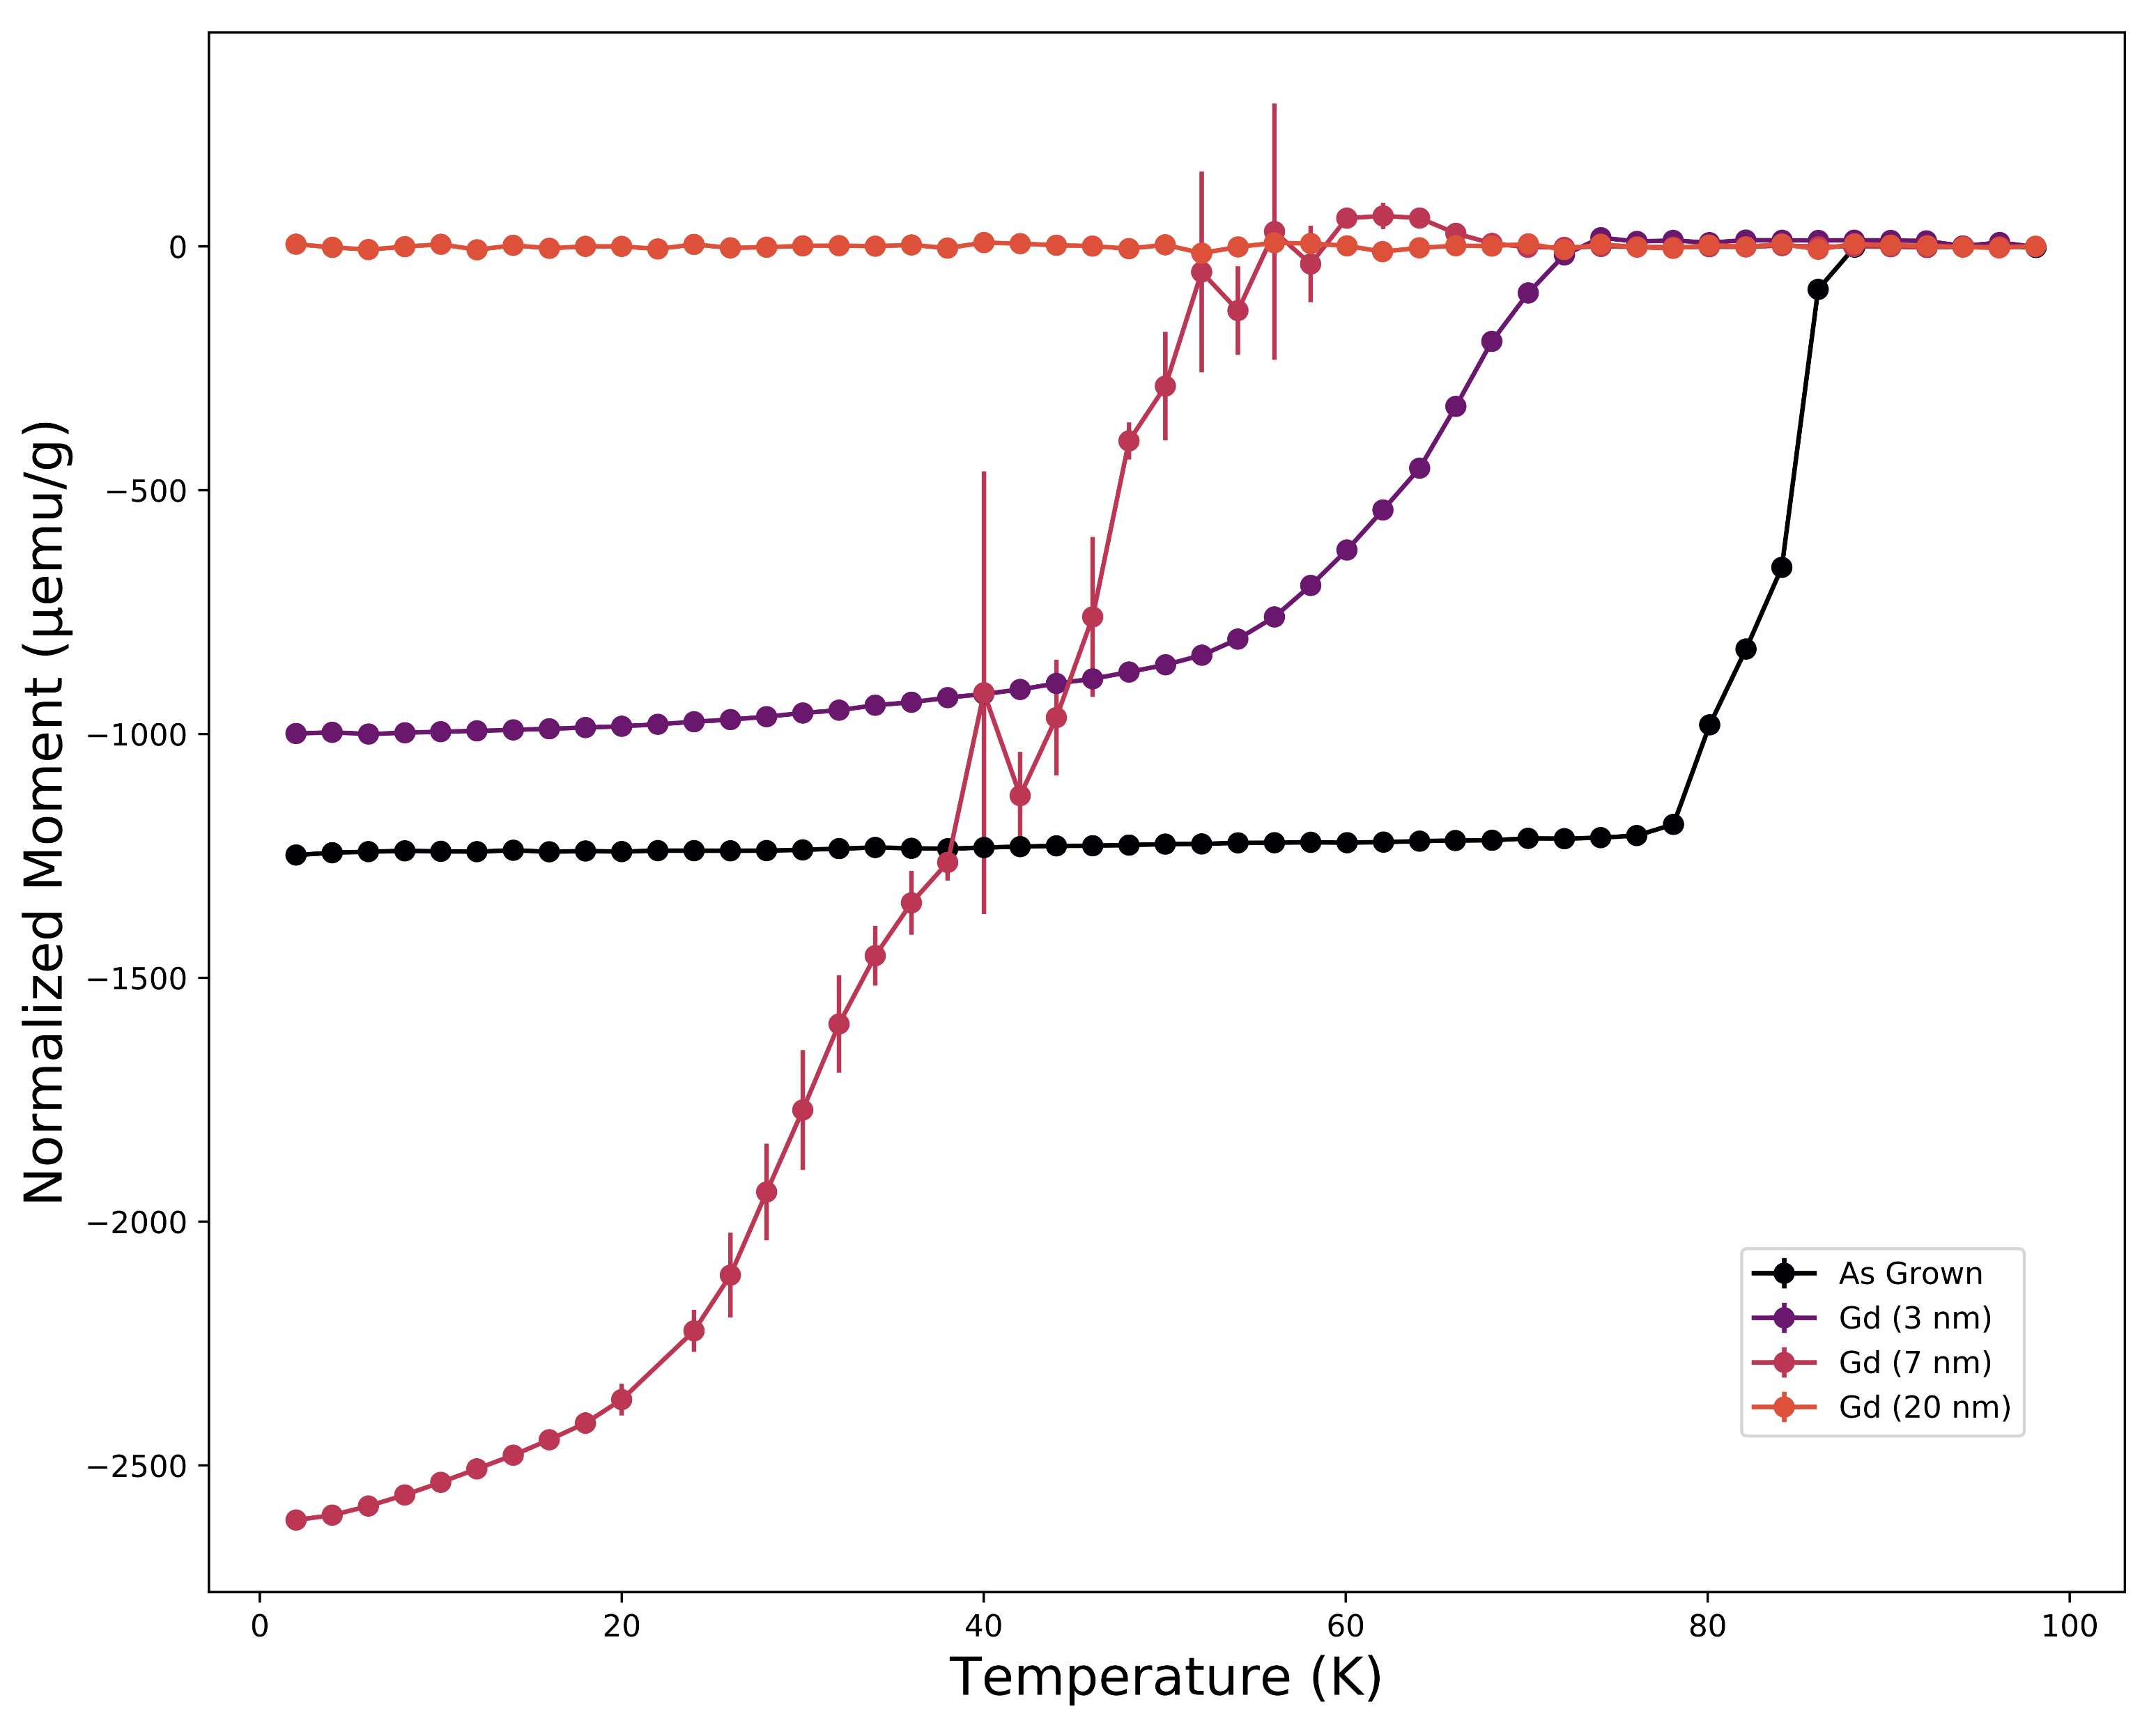 0
−500
−1000
−1500
−2000
−2500
Normalized Moment (μemu/g)
0 20 40 60 80 100
Temperature (K)
As Grown
Gd (3 nm)
Gd (7 nm)
Gd (20 nm)